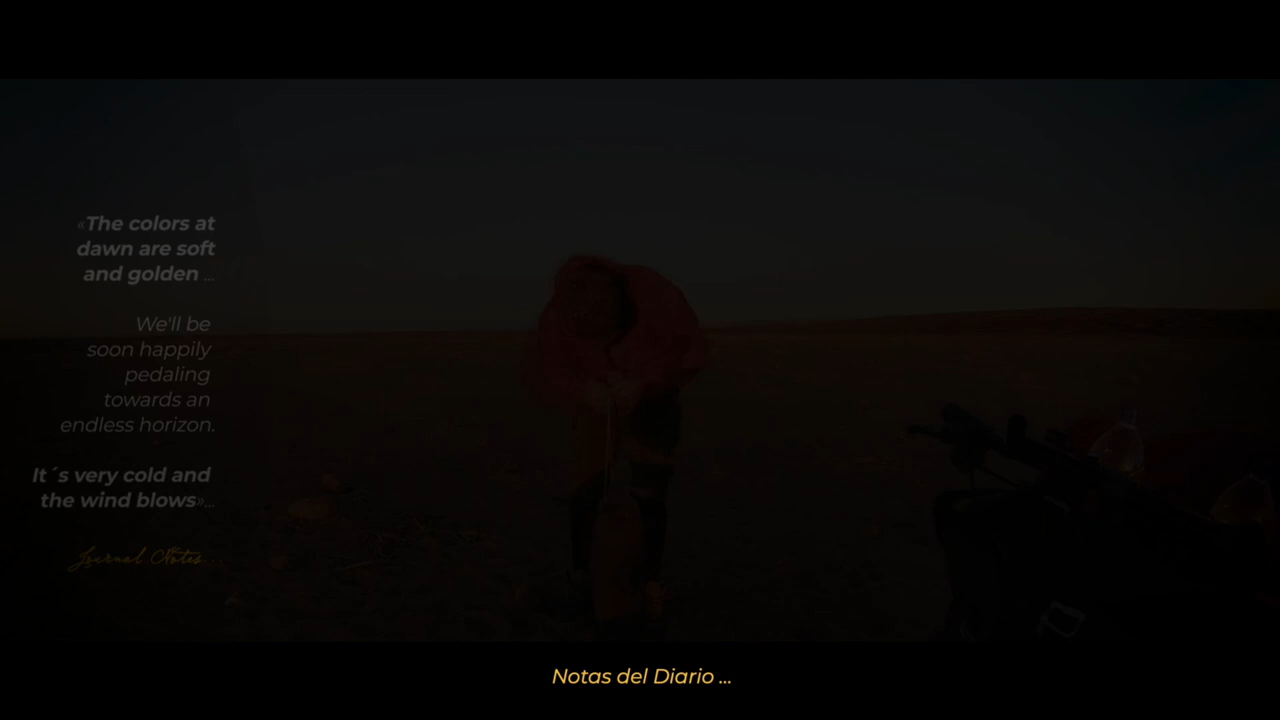 «The colors at
dawn are soft
and golden ...
We'll be
soon happily
pedaling
towards an
endless horizon.
It´s very cold and
the wind blows»...
Journal Notes...
Notas del Diario ...